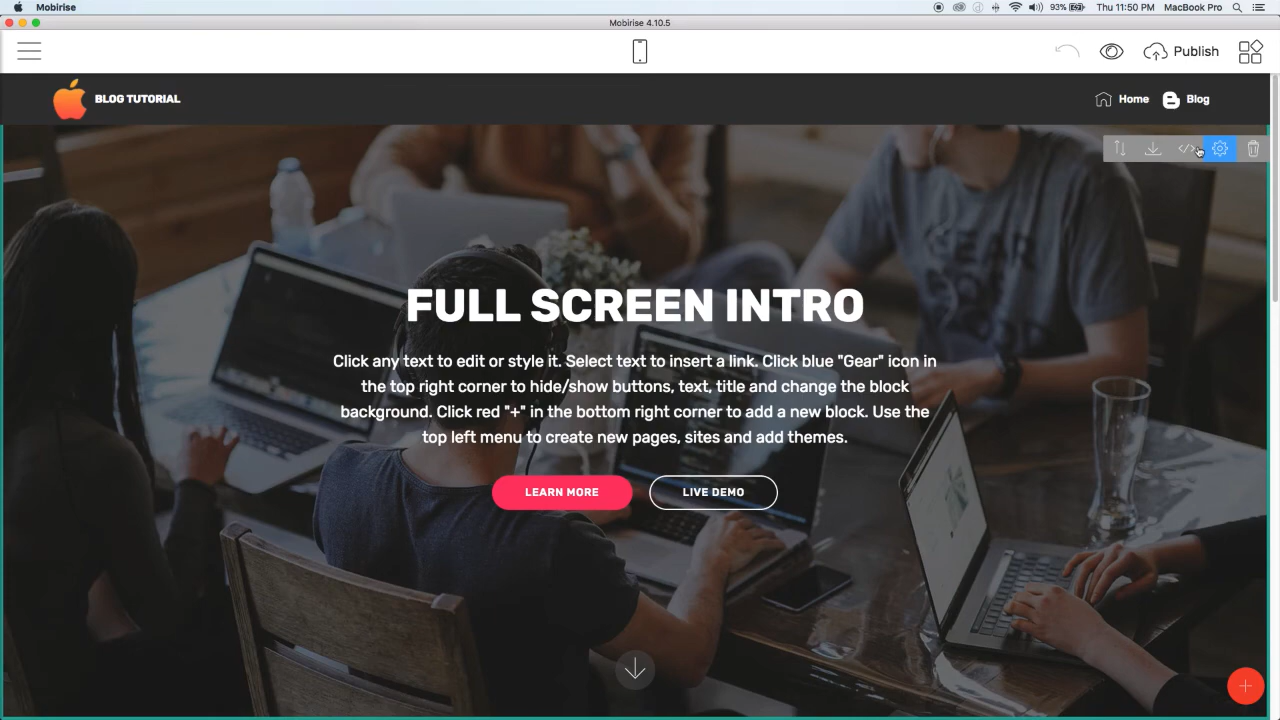 Mobirise
93%
Thu 11:50 PM
MacBook Pro
Mobirise 4.10.5
Publish
BLOG TUTORIAL
Home
Blog
</>
GEAR
FULL SCREEN INTRO
Click any text to edit or style it. Select text to insert a link. Click blue "Gear" icon in
the top right corner to hide/show buttons, text, title and change the block
background. Click red "+" in the bottom right corner to add a new block. Use the
top left menu to create new pages, sites and add themes.
LEARN MORE
LIVE DEMO